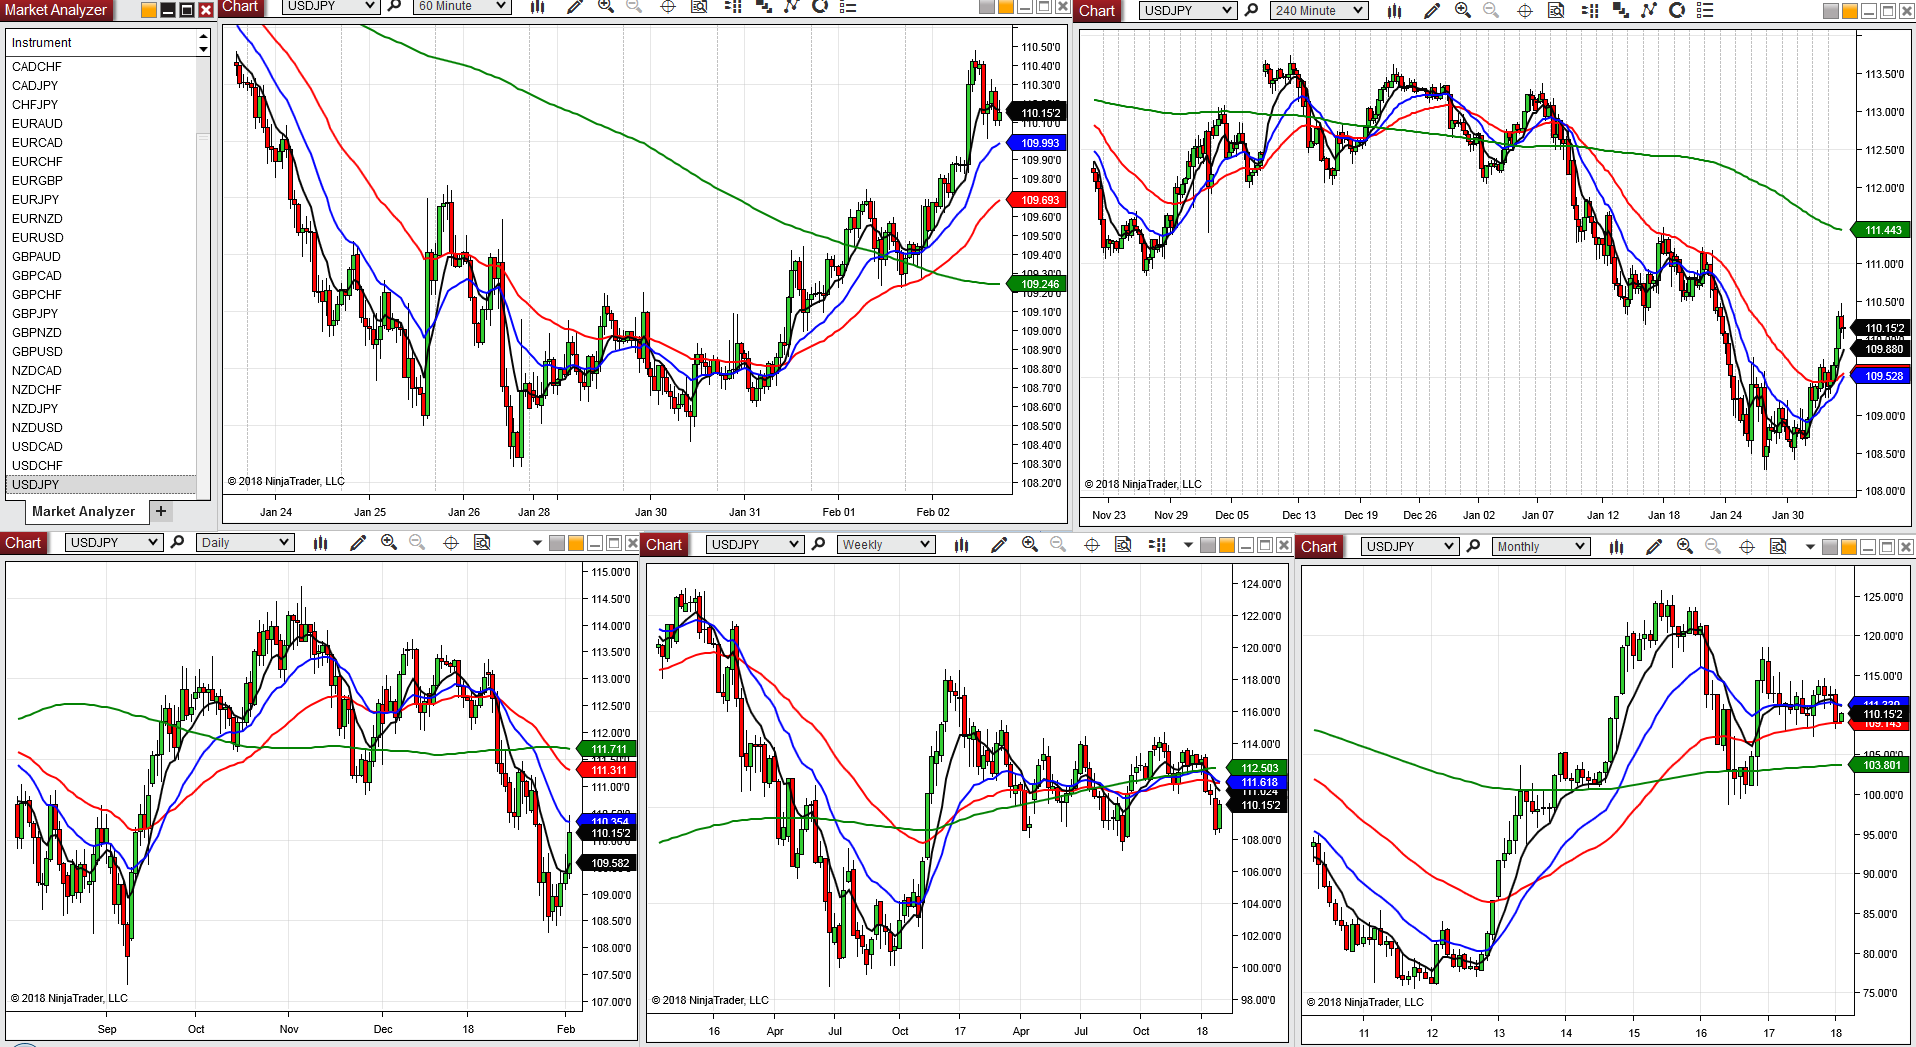 Market Analyzer
Instrument
CADCHF
CADJPY
CHFJPY
EURAUD
EURCAD
EURCHF
EURGBP
EURJPY
EURNZD
EURUSD
GBPAUD
GBPCAD
GBPCHF
GBPJPY
GBPNZD
GBPUSD
NZDCAD
NZDCHF
NZDJPY
NZDUSD
USDCAD
USDCHF
USDJPY
Market Analyzer +
Chart USDJPY 60 Minute
110.50'0
110.40'0
110.30'0
110.15'2
110.10'0
109.993
109.90'0
109.80'0
109.693
109.60'0
109.50'0
109.40'0
109.30'0
109.246
109.20'0
109.10'0
109.00'0
108.90'0
108.80'0
108.70'0
108.60'0
108.50'0
108.40'0
108.30'0
108.20'0
© 2018 NinjaTrader, LLC
Jan 24 Jan 25 Jan 26 Jan 28 Jan 30 Jan 31 Feb 01 Feb 02
Chart USDJPY 240 Minute
113.50'0
113.00'0
112.50'0
112.00'0
111.443
111.00'0
110.50'0
110.15'2
109.880
109.528
109.00'0
108.50'0
108.00'0
© 2018 NinjaTrader, LLC
Nov 23 Nov 29 Dec 05 Dec 13 Dec 19 Dec 26 Jan 02 Jan 07 Jan 12 Jan 18 Jan 24 Jan 30
Chart USDJPY Daily
115.00'0
114.50'0
114.00'0
113.50'0
113.00'0
112.50'0
112.00'0
111.711
111.311
111.00'0
110.354
110.15'2
109.582
109.00'0
108.50'0
108.00'0
107.50'0
107.00'0
© 2018 NinjaTrader, LLC
Sep Oct Nov Dec 18 Feb
Chart USDJPY Weekly
124.00'0
122.00'0
120.00'0
118.00'0
116.00'0
114.00'0
112.503
111.618
111.024
110.15'2
108.00'0
106.00'0
104.00'0
102.00'0
100.00'0
98.00'0
© 2018 NinjaTrader, LLC
16 Apr Jul Oct 17 Apr Jul Oct 18
Chart USDJPY Monthly
125.00'0
120.00'0
115.00'0
110.15'2
109.143
105.00'0
103.801
100.00'0
95.00'0
90.00'0
85.00'0
80.00'0
75.00'0
© 2018 NinjaTrader, LLC
11 12 13 14 15 16 17 18